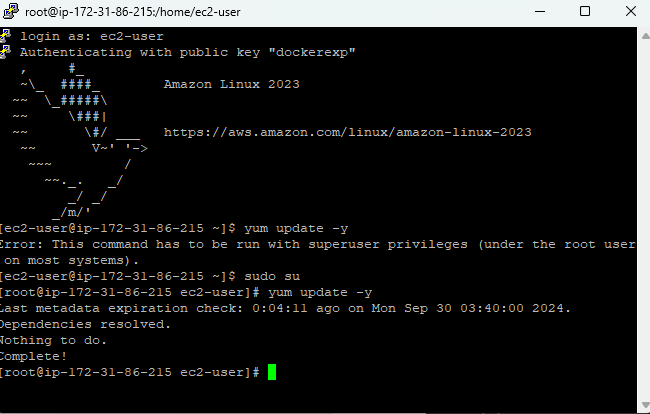 root@ip-172-31-86-215:/home/ec2-user
login as: ec2-user
Authenticating with public key "dockerexp"
   ,     #_
   ~\_  ####_        Amazon Linux 2023
  ~~  \_#####\
  ~~     \###|
  ~~       \#/ ___   https://aws.amazon.com/linux/amazon-linux-2023
   ~~       V~' '->
    ~~~         /
      ~~._.   _/
         _/ _/
       _/m/'
[ec2-user@ip-172-31-86-215 ~]$ yum update -y
Error: This command has to be run with superuser privileges (under the root user
 on most systems).
[ec2-user@ip-172-31-86-215 ~]$ sudo su
[root@ip-172-31-86-215 ec2-user]# yum update -y
Last metadata expiration check: 0:04:11 ago on Mon Sep 30 03:40:00 2024.
Dependencies resolved.
Nothing to do.
Complete!
[root@ip-172-31-86-215 ec2-user]#